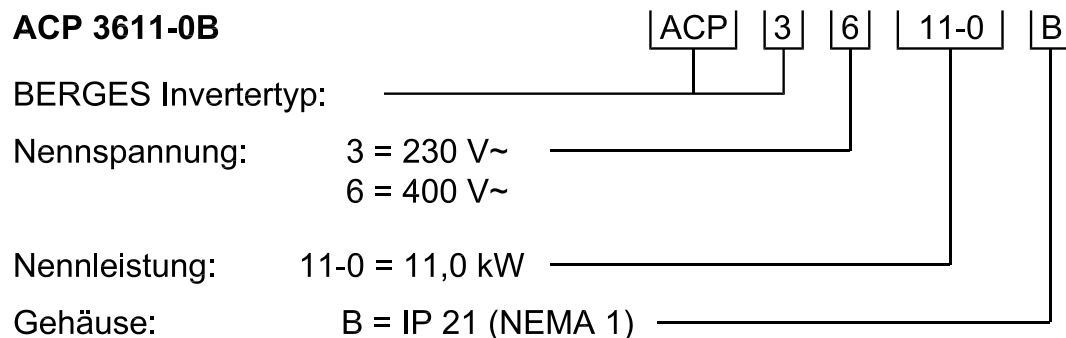 ACP 3611-0B ACP 3 6 11-0 B
BERGES Invertertyp:
Nennspannung: 3 = 230 V~
6 = 400 V~
Nennleistung: 11-0 = 11,0 kW
Gehäuse: B = IP 21 (NEMA 1)